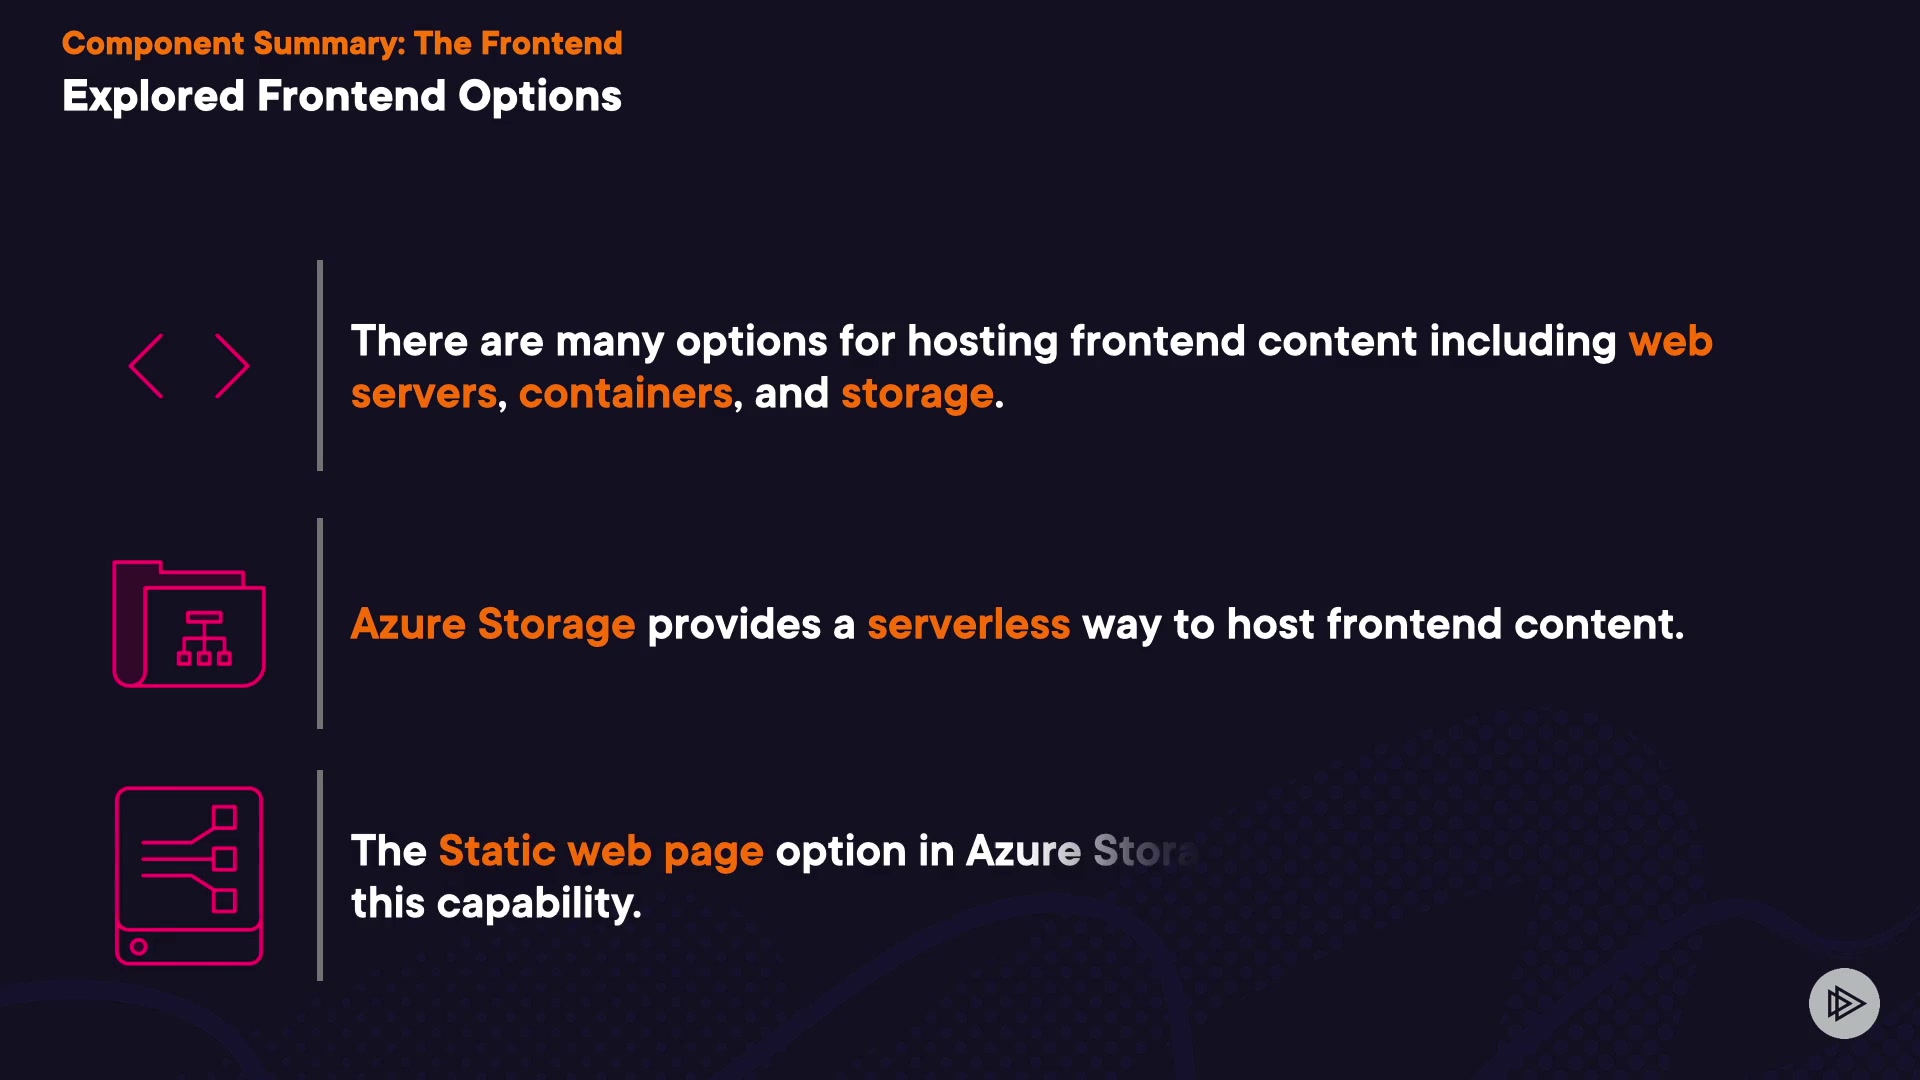 Component Summary: The Frontend
Explored Frontend Options
There are many options for hosting frontend content including web
servers, containers, and storage.
Azure Storage provides a serverless way to host frontend content.
The Static web page option in Azure
this capability.